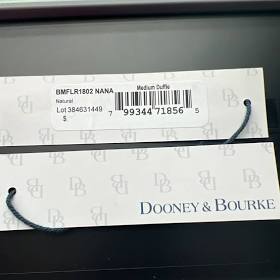 BMFLR1802 NANA
Natural
Lot 384631449
$
Medium Duffle
7 99344 71856 5
DOONEY & BOURKE